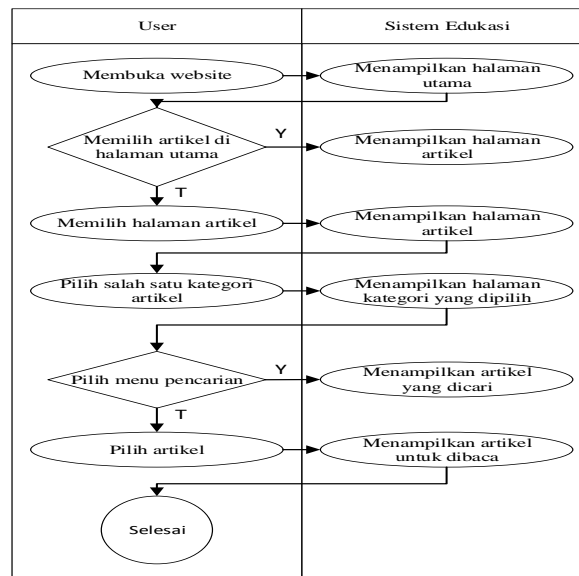 User
Sistem Edukasi
Membuka website
Menampilkan halaman
utama
Memilih artikel di
halaman utama
Y
Menampilkan halaman
artikel
T
Memilih halaman artikel
Menampilkan halaman
artikel
Pilih salah satu kategori
artikel
Menampilkan halaman
kategori yang dipilih
Pilih menu pencarian
Y
Menampilkan artikel
yang dicari
T
Pilih artikel
Menampilkan artikel
untuk dibaca
Selesai